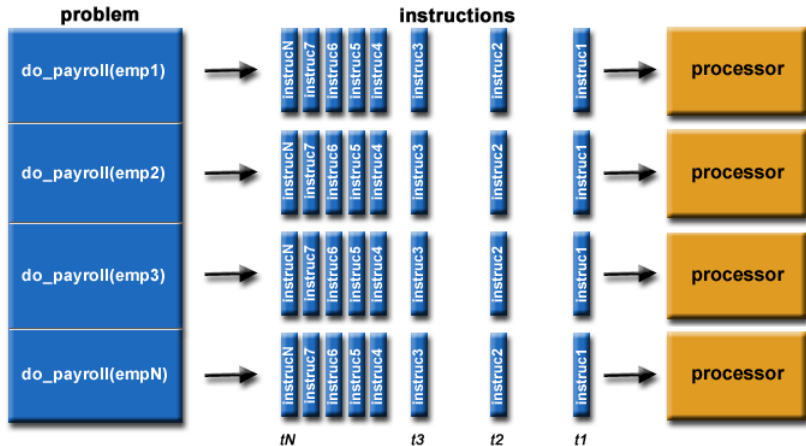 problem
instructions
do_payroll(emp1)
instrucN
instruc7
instruc6
instruc5
instruc4
instruc3
instruc2
instruc1
processor
do_payroll(emp2)
instrucN
instruc7
instruc6
instruc5
instruc4
instruc3
instruc2
instruc1
processor
do_payroll(emp3)
instrucN
instruc7
instruc6
instruc5
instruc4
instruc3
instruc2
instruc1
processor
do_payroll(empN)
instrucN
instruc7
instruc6
instruc5
instruc4
instruc3
instruc2
instruc1
processor
tN
t3
t2
t1